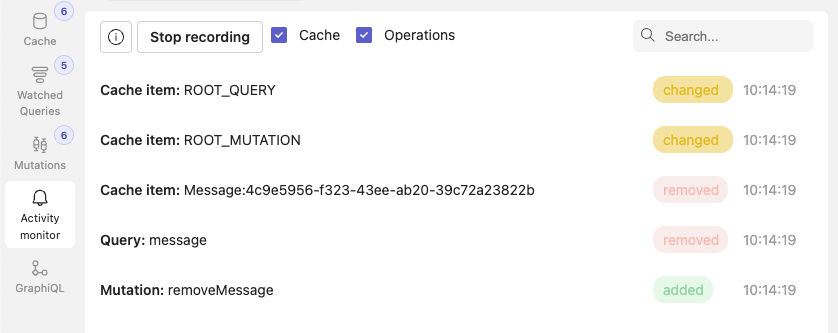 6
Cache
5
Watched
Queries
6
Mutations
Activity
monitor
GraphiQL
Stop recording
Cache
Operations
Search...
Cache item: ROOT_QUERY changed 10:14:19
Cache item: ROOT_MUTATION changed 10:14:19
Cache item: Message:4c9e5956-f323-43ee-ab20-39c72a23822b removed 10:14:19
Query: message removed 10:14:19
Mutation: removeMessage added 10:14:19